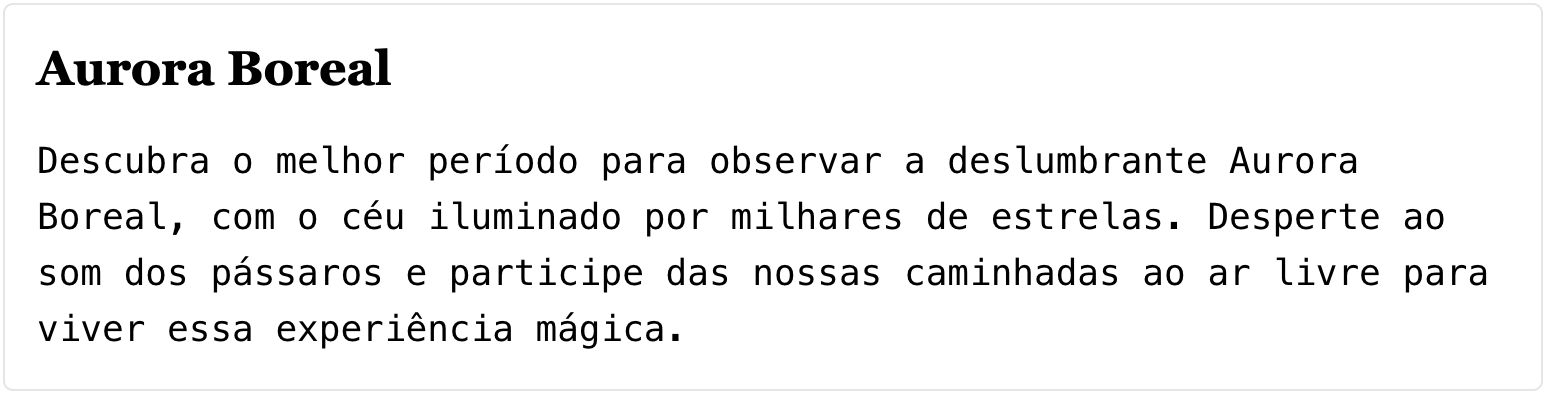 Aurora Boreal
Descubra o melhor período para observar a deslumbrante Aurora
Boreal, com o céu iluminado por milhares de estrelas. Desperte ao
som dos pássaros e participe das nossas caminhadas ao ar livre para
viver essa experiência mágica.